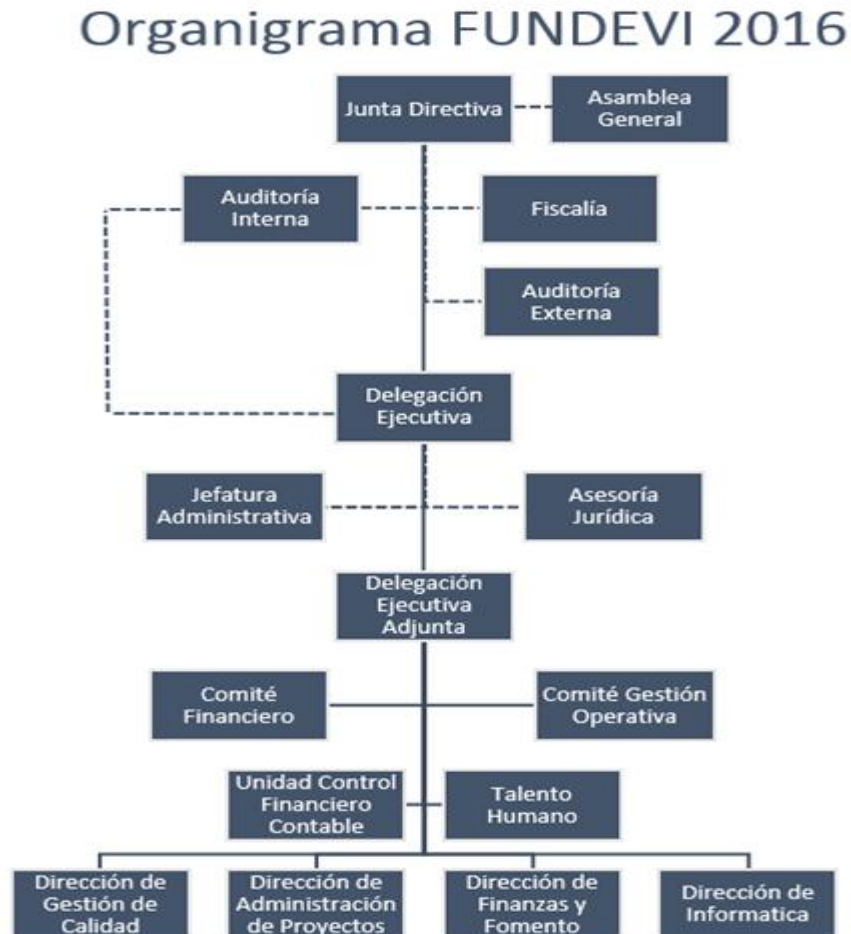 Organigrama FUNDEVI 2016
Junta Directiva
Asamblea
General
Auditoría
Interna
Fiscalía
Auditoría
Externa
Delegación
Ejecutiva
Jefatura
Administrativa
Asesoría
Jurídica
Delegación
Ejecutiva
Adjunta
Comité
Financiero
Comité Gestión
Operativa
Unidad Control
Financiero
Contable
Talento
Humano
Dirección de
Gestión de
Calidad
Dirección de
Administración
de Proyectos
Dirección de
Finanzas y
Fomento
Dirección de
Informatica